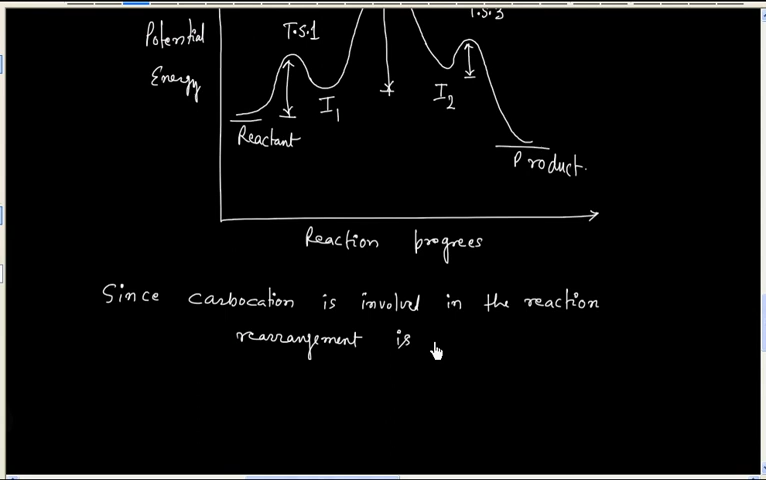 T.S.3
T.S.1
Potential
Energy
I1
I2
Reactant
Product.
Reaction progrees
Since carbocation is involved in the reaction
rearrangement is